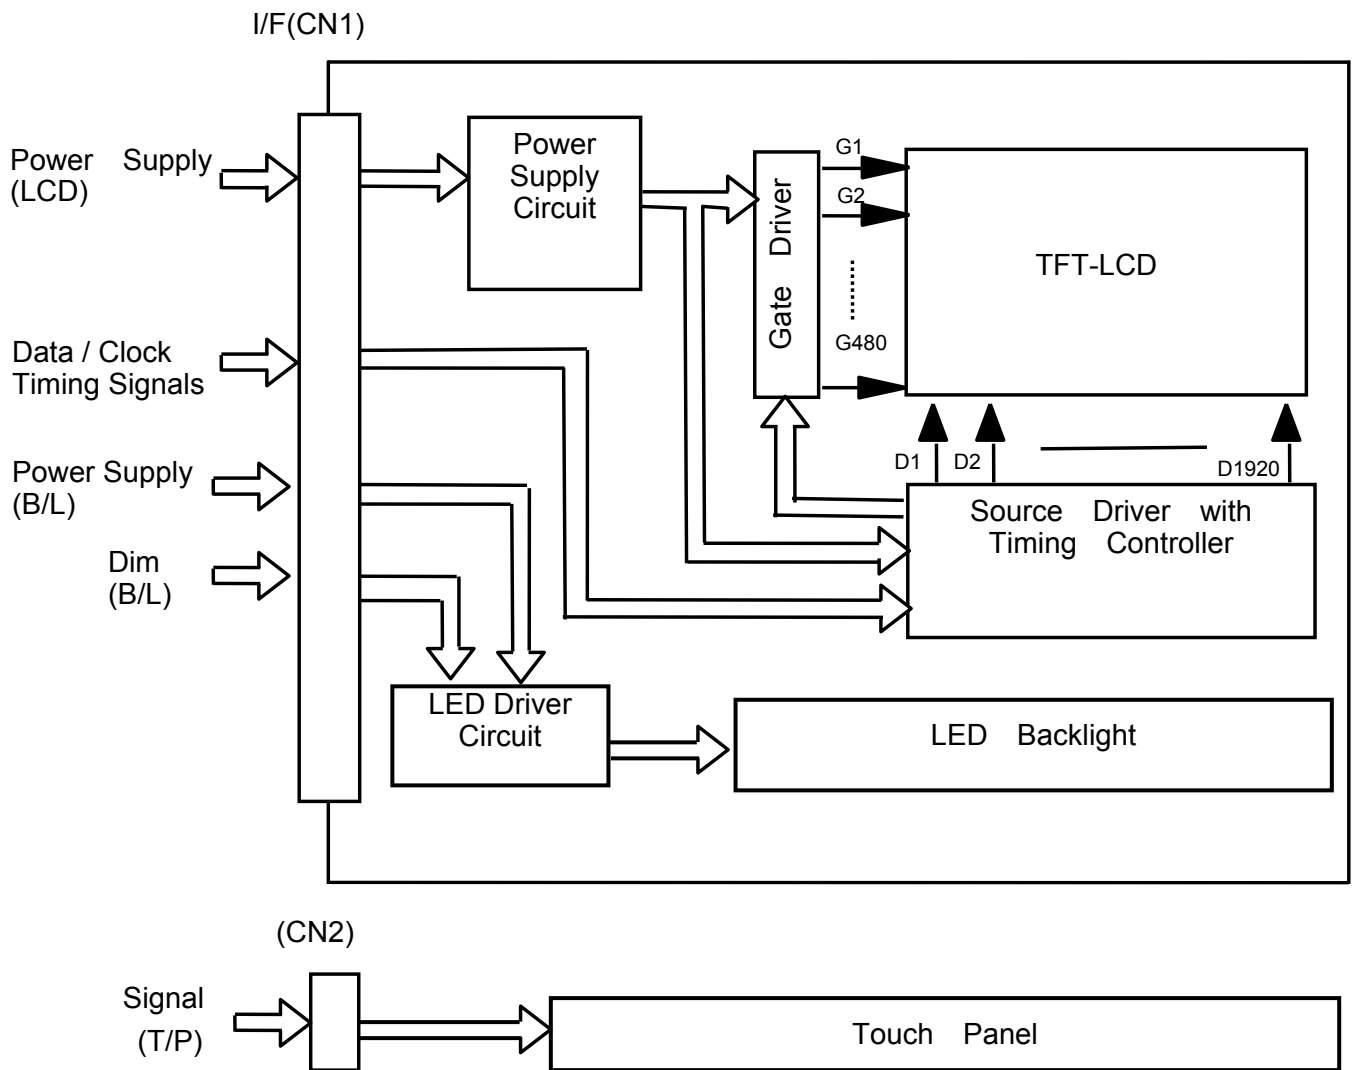 I/F(CN1)
Power Supply
(LCD)
Power
Supply
Circuit
Gate Driver
G1
G2
G480
TFT-LCD
Data / Clock
Timing Signals
Power Supply
(B/L)
Dim
(B/L)
D1
D2
D1920
Source Driver with
Timing Controller
LED Driver
Circuit
LED Backlight
(CN2)
Signal
(T/P)
Touch Panel